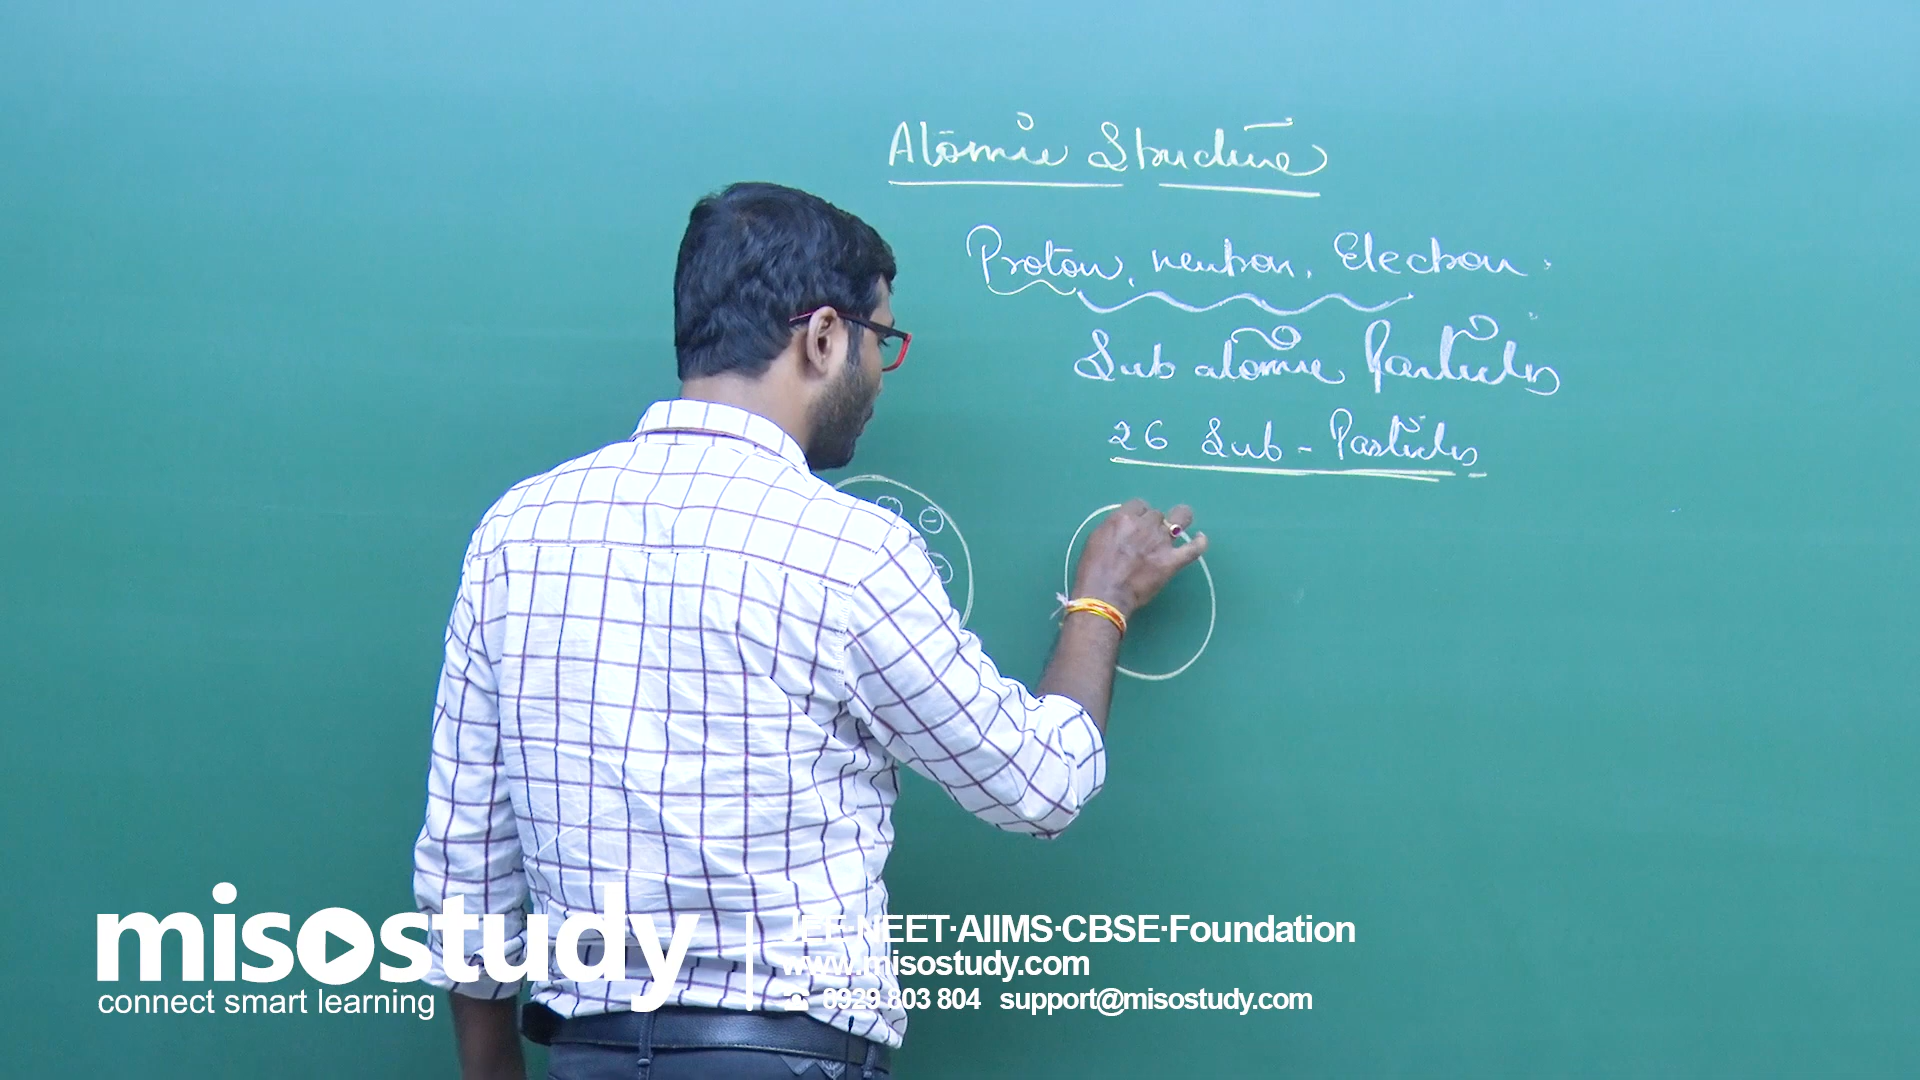 Atomic Structure
Proton, neutron, Electron.
Sub atomic Particles
26 Sub - Particles
misostudy
connect smart learning
JEE·NEET·AIIMS·CBSE·Foundation
www.misostudy.com
8929 803 804 support@misostudy.com